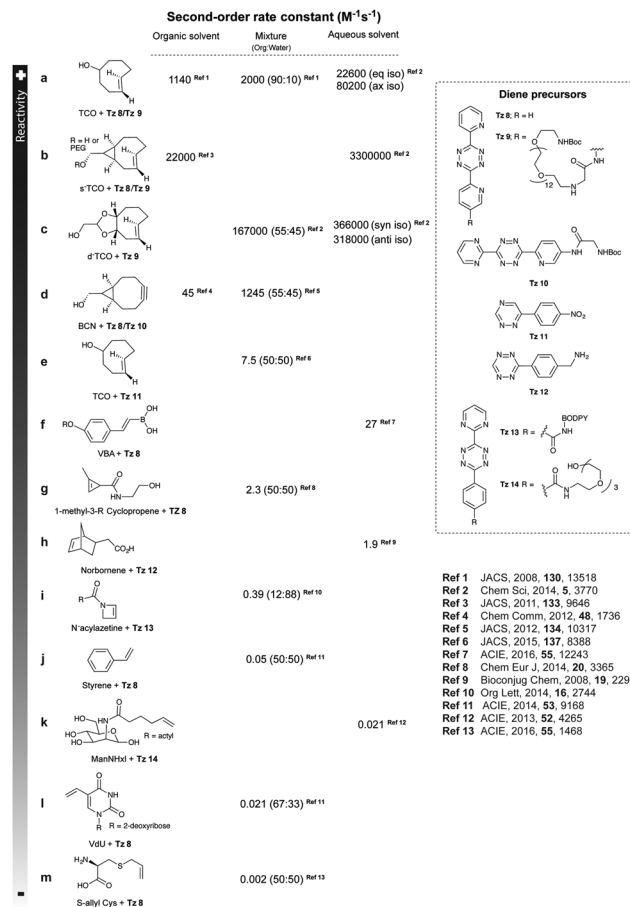 Second-order rate constant (M-1s-1)
Organic solvent Mixture (Org:Water) Aqueous solvent
+
Reactivity
-
a
HO H H
1140 Ref 1 2000 (90:10) Ref 1 22600 (eq iso) Ref 2
80200 (ax iso)
TCO + Tz 8/Tz 9
b
R = H or PEG
RO H H H H
22000 Ref 3 3300000 Ref 2
s-TCO + Tz 8/Tz 9
c
HO O O H H H H
167000 (55:45) Ref 2 366000 (syn iso) Ref 2
318000 (anti iso)
d-TCO + Tz 9
d
HO H H
45 Ref 4 1245 (55:45) Ref 5
BCN + Tz 8/Tz 10
e
HO H H
7.5 (50:50) Ref 6
TCO + Tz 11
f
RO B OH OH
27 Ref 7
VBA + Tz 8
g
O N H OH
2.3 (50:50) Ref 8
1-methyl-3-R Cyclopropene + TZ 8
h
CO2H
1.9 Ref 9
Norbornene + Tz 12
i
R O N
0.39 (12:88) Ref 10
N-acylazetine + Tz 13
j
0.05 (50:50) Ref 11
Styrene + Tz 8
k
HO HO HO O OH HN O
R = actyl
0.021 Ref 12
ManNHxl + Tz 14
l
O NH N O R
R = 2-deoxyribose
0.021 (67:33) Ref 11
VdU + Tz 8
m
H2N S HO O
0.002 (50:50) Ref 13
S-allyl Cys + Tz 8
Diene precursors
Tz 8; R = H
Tz 9; R =
O NHBoc
O 12 N H O NH
N N N N N N R
N N N N N N N O N H NHBoc
Tz 10
N N N NO2
Tz 11
N N N N NH2
Tz 12
N N N N N N R
Tz 13 R = BODPY NH O
Tz 14 R = O N H O HO 3
Ref 1 JACS, 2008, 130, 13518
Ref 2 Chem Sci, 2014, 5, 3770
Ref 3 JACS, 2011, 133, 9646
Ref 4 Chem Comm, 2012, 48, 1736
Ref 5 JACS, 2012, 134, 10317
Ref 6 JACS, 2015, 137, 8388
Ref 7 ACIE, 2016, 55, 12243
Ref 8 Chem Eur J, 2014, 20, 3365
Ref 9 Bioconjug Chem, 2008, 19, 229
Ref 10 Org Lett, 2014, 16, 2744
Ref 11 ACIE, 2014, 53, 9168
Ref 12 ACIE, 2013, 52, 4265
Ref 13 ACIE, 2016, 55, 1468